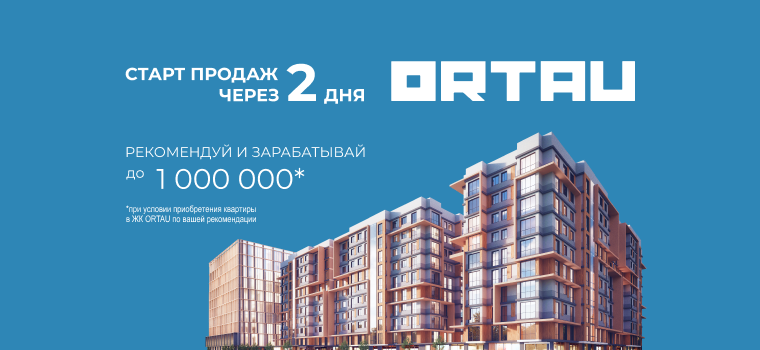 СТАРТ ПРОДАЖ
ЧЕРЕЗ 2 ДНЯ
ORTAU
РЕКОМЕНДУЙ И ЗАРАБАТЫВАЙ
до 1 000 000*
*при условии приобретения квартиры
в ЖК ORTAU по вашей рекомендации